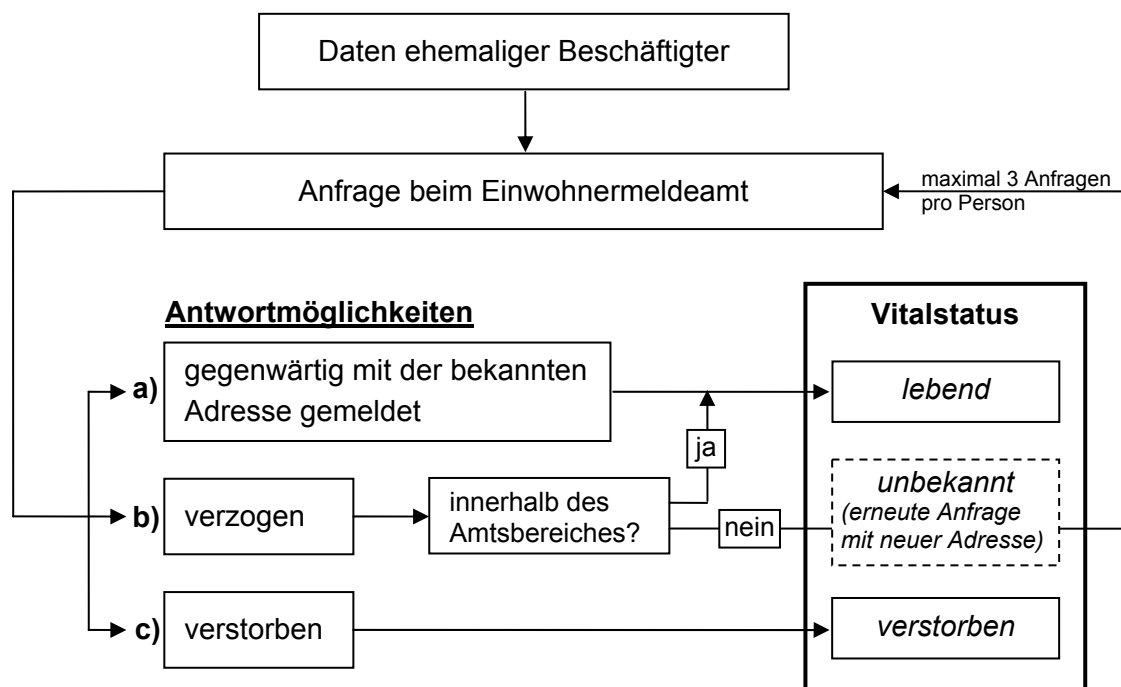 Daten ehemaliger Beschäftigter
Anfrage beim Einwohnermeldeamt
maximal 3 Anfragen
pro Person
Antwortmöglichkeiten
Vitalstatus
a)
gegenwärtig mit der bekannten
Adresse gemeldet
lebend
ja
b)
verzogen
innerhalb des
Amtsbereiches?
nein
unbekannt
(erneute Anfrage
mit neuer Adresse)
c)
verstorben
verstorben